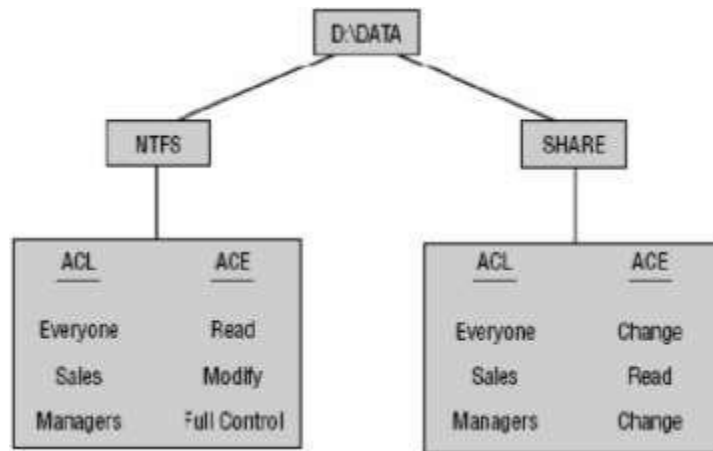 D:\DATA
NTFS
SHARE
ACL ACE
Everyone Read
Sales Modify
Managers Full Control
ACL ACE
Everyone Change
Sales Read
Managers Change